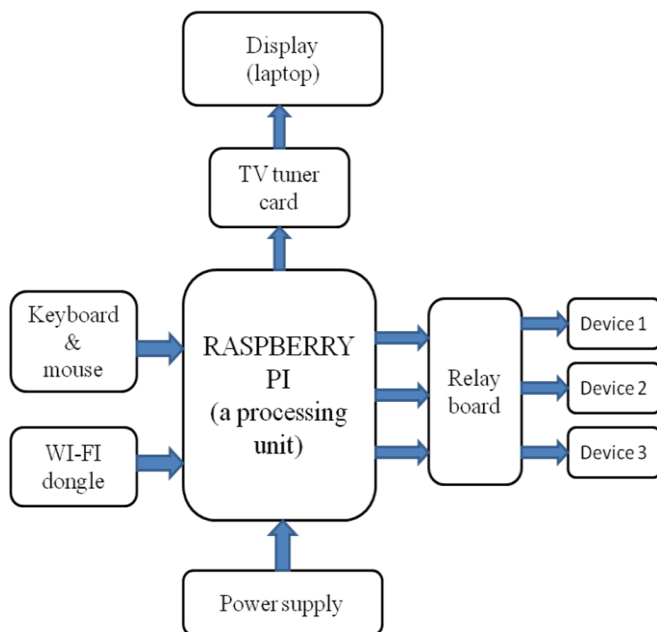 Display
(laptop)
TV tuner
card
Keyboard
&
mouse
RASPBERRY
PI
(a processing
unit)
WI-FI
dongle
Relay
board
Device 1
Device 2
Device 3
Power supply